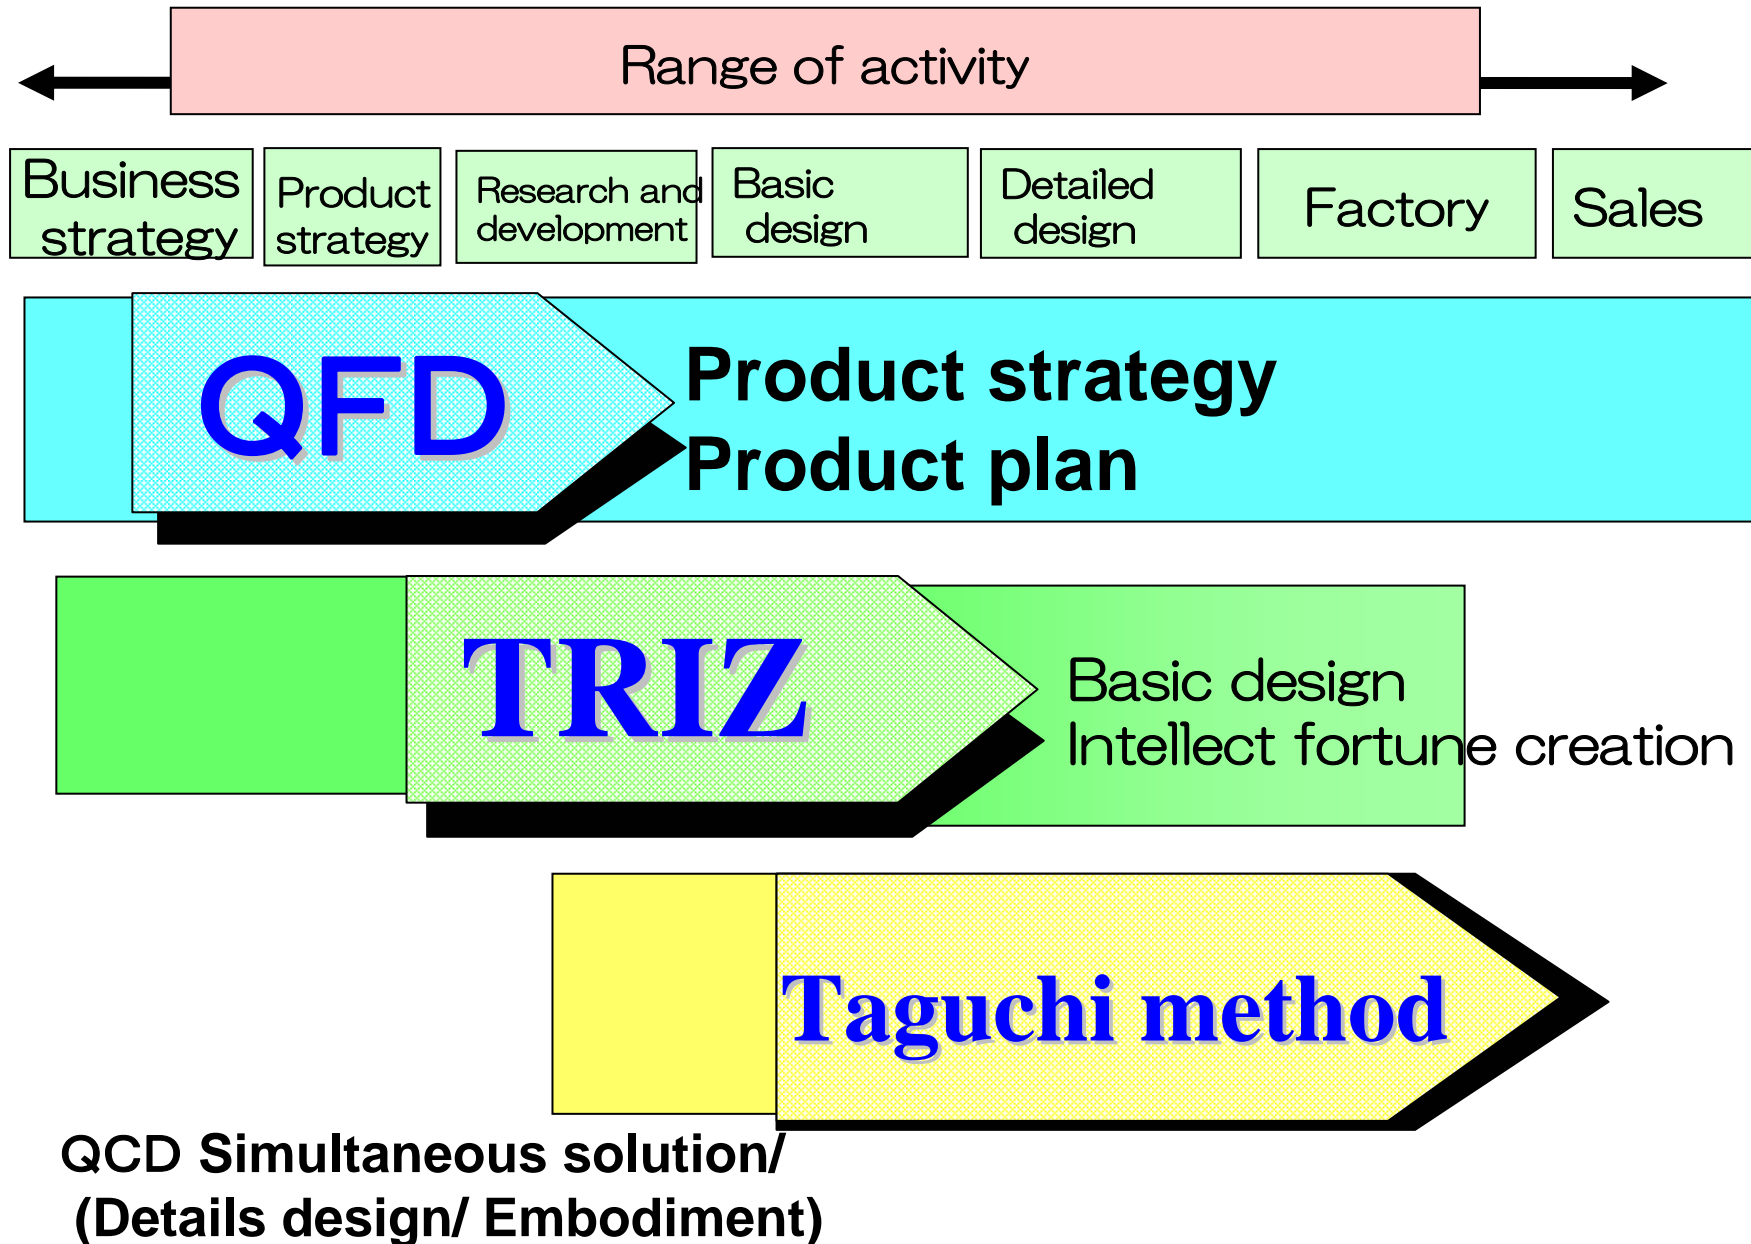 Range of activity
Business
strategy
Product
strategy
Research and
development
Basic
design
Detailed
design
Factory
Sales
QFD
Product strategy
Product plan
TRIZ
Basic design
Intellect fortune creation
Taguchi method
QCD Simultaneous solution/
(Details design/ Embodiment)